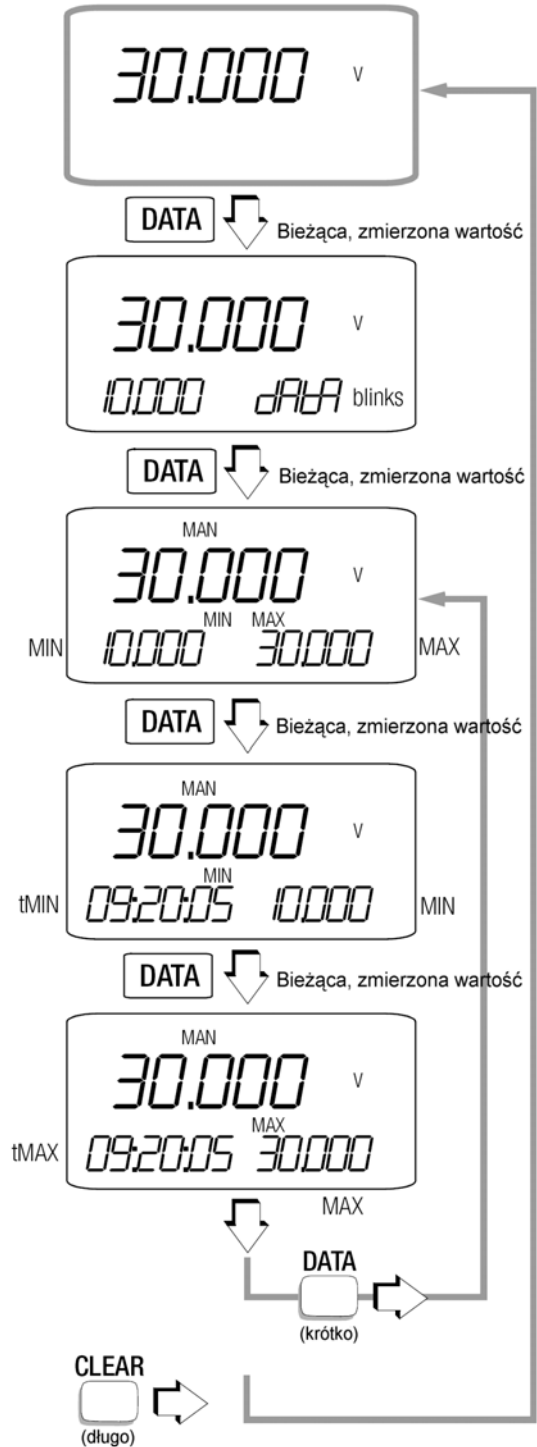 30.000 V
DATA Bieżąca, zmierzona wartość
30.000 V
10.000 dAtA blinks
DATA Bieżąca, zmierzona wartość
MAN
30.000 V
MIN MAX
MIN 10.000 30.000 MAX
DATA Bieżąca, zmierzona wartość
MAN
30.000 V
MIN
tMIN 09:20:05 10.000 MIN
DATA Bieżąca, zmierzona wartość
MAN
30.000 V
MAX
tMAX 09:20:05 30.000
MAX
DATA
(krótko)
CLEAR
(długo)